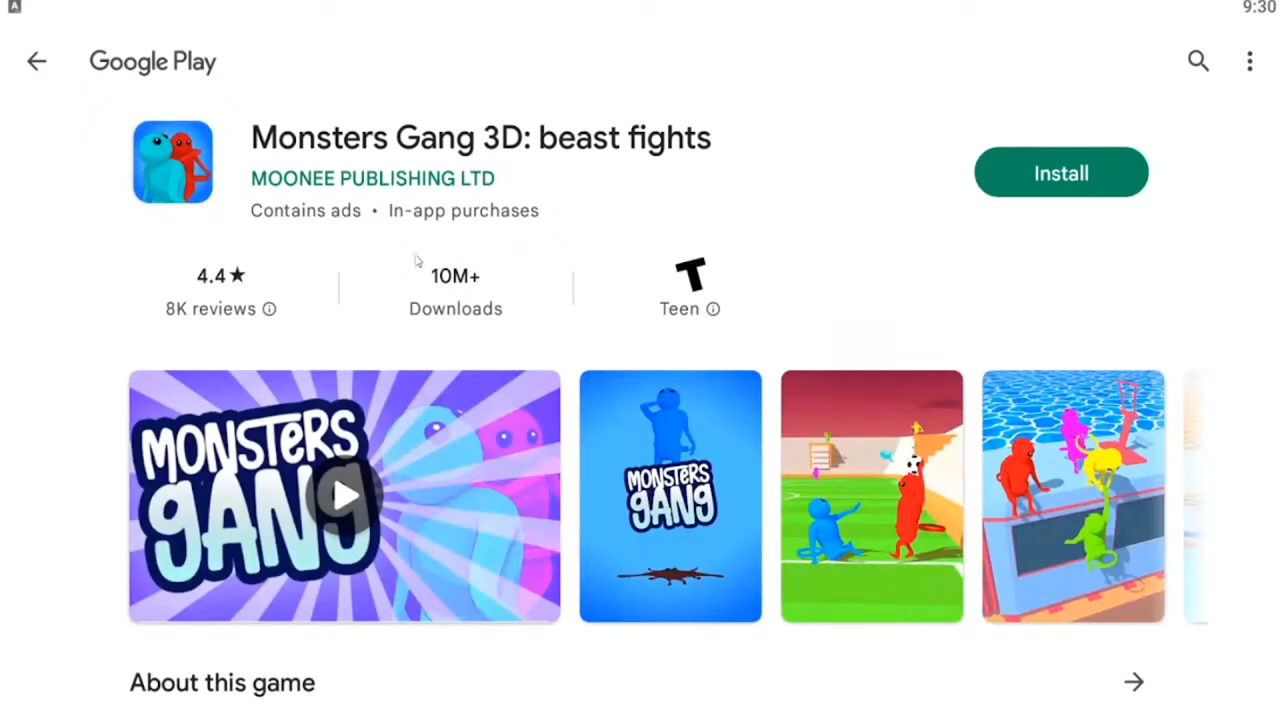 A
9:30
Google Play
Monsters Gang 3D: beast fights
MOONEE PUBLISHING LTD
Install
Contains ads • In-app purchases
4.4★
10M+
T
8K reviews
Downloads
Teen
MONSTERS
GANG
MONSTERS
GANG
About this game